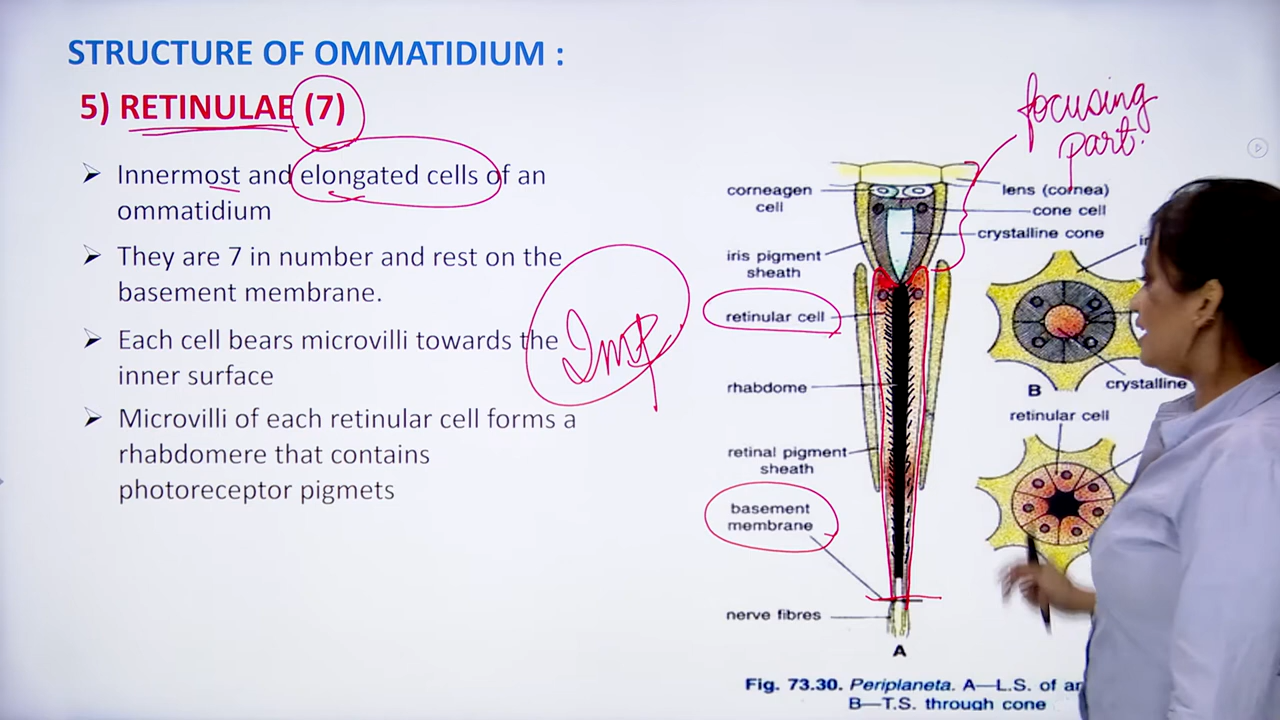 STRUCTURE OF OMMATIDIUM :
5) RETINULAE (7)
➢ Innermost and elongated cells of an
ommatidium
➢ They are 7 in number and rest on the
basement membrane.
➢ Each cell bears microvilli towards the
inner surface
➢ Microvilli of each retinular cell forms a
rhabdomere that contains
photoreceptor pigmets
Imp
focusing
part.
corneagen
cell
iris pigment
sheath
retinular cell
rhabdome
retinal pigment
sheath
basement
membrane
nerve fibres
A
lens (cornea)
cone cell
crystalline cone
B
crystalline
retinular cell
Fig. 73.30. Periplaneta. A—L.S. of
B—T.S. through cone